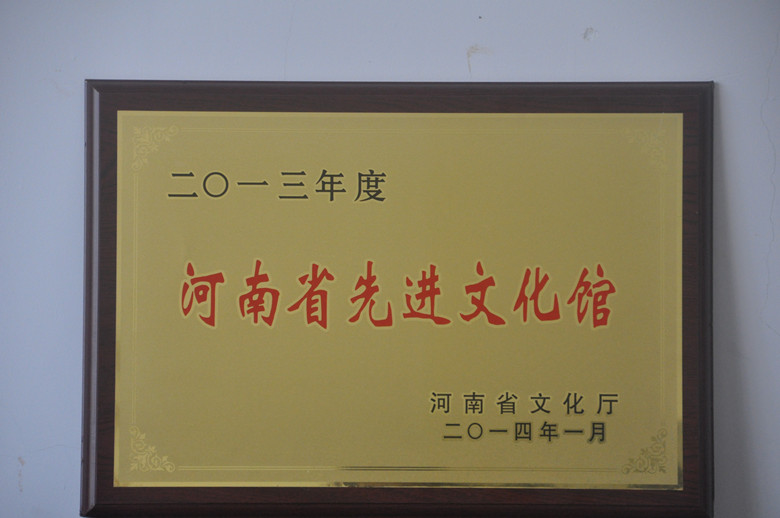 二〇一三年度
河南省先进文化馆
河南省文化厅
二〇一四年一月